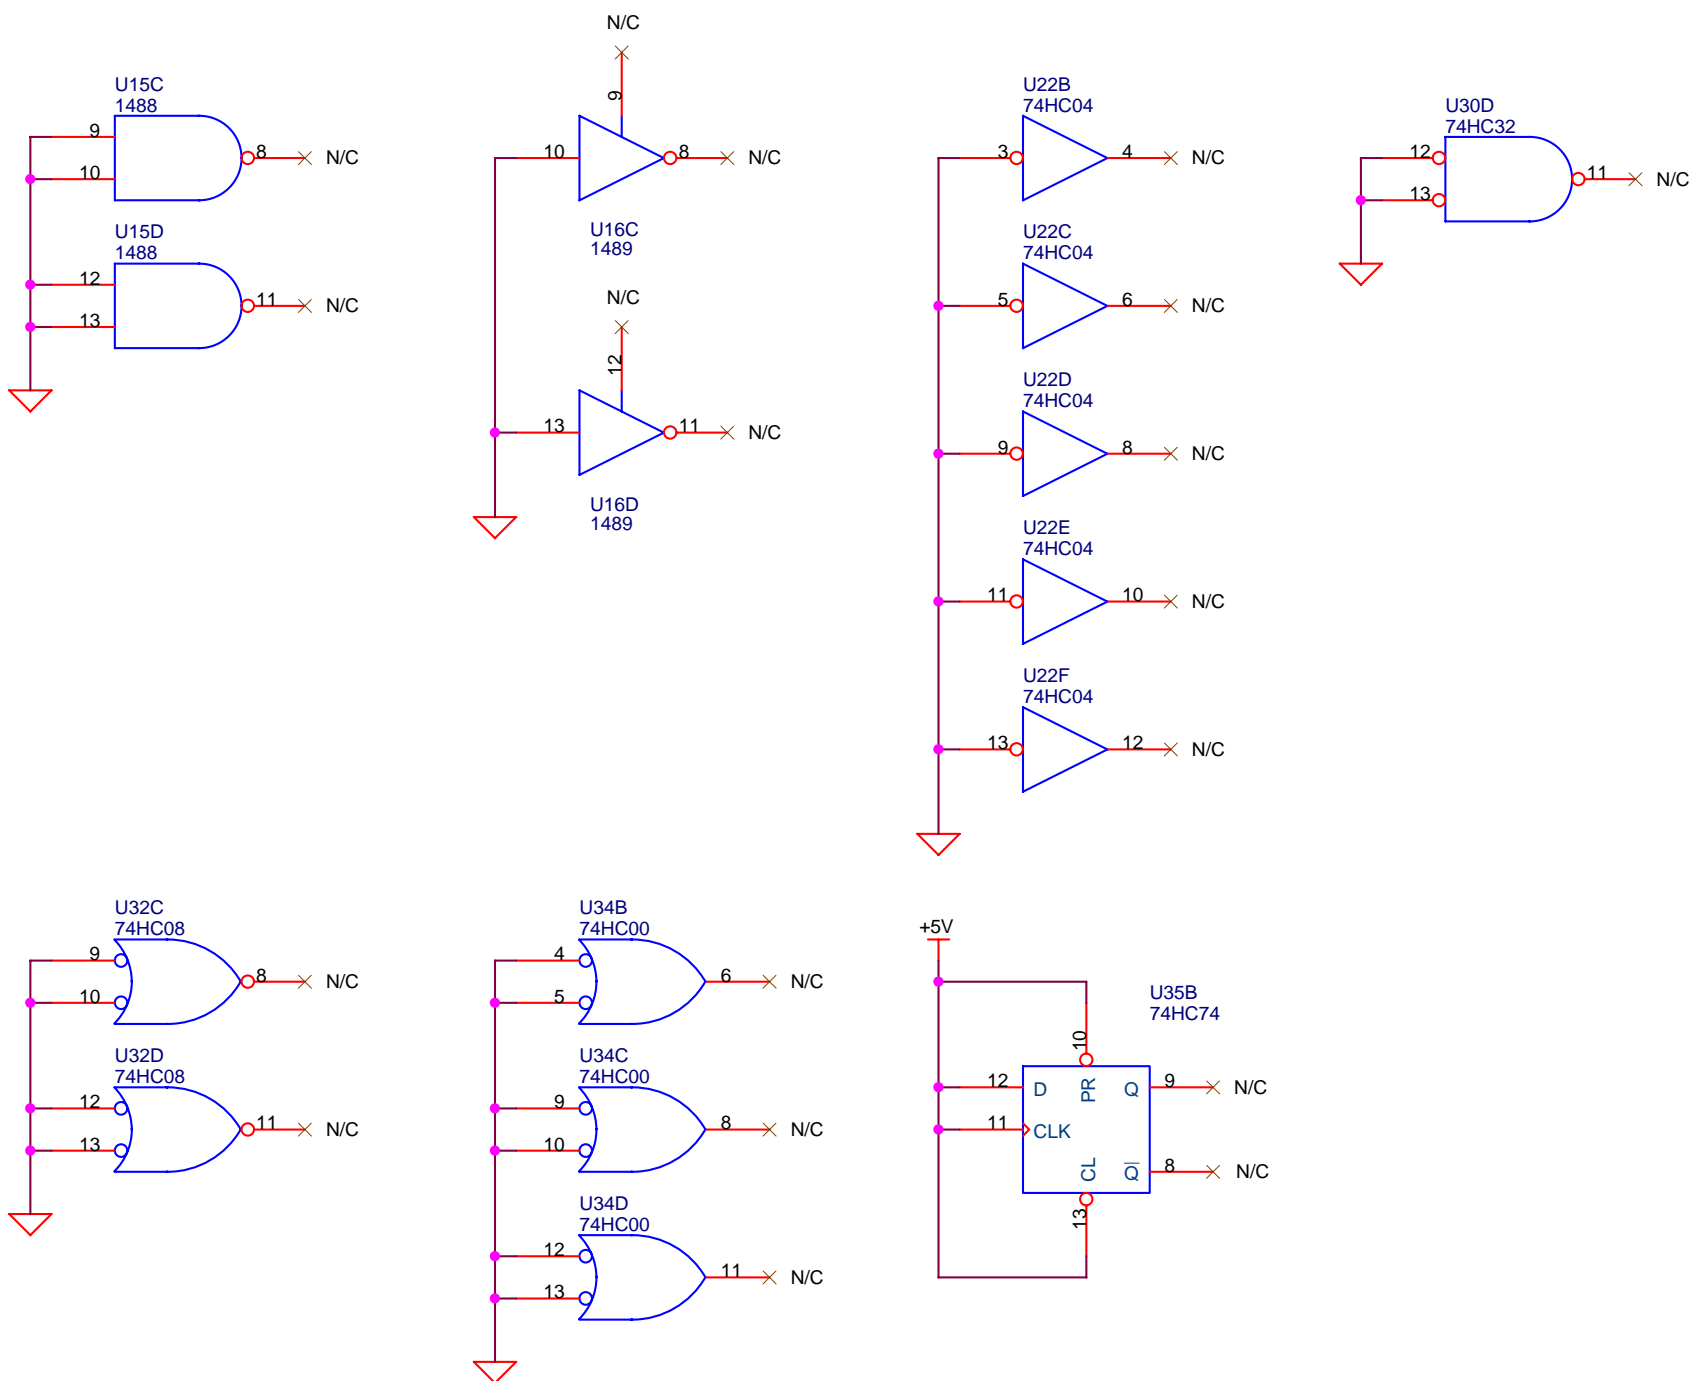 U15C
1488
9
10
8
N/C
U15D
1488
12
13
11
N/C
N/C
9
10
8
N/C
U16C
1489
N/C
12
13
11
N/C
U16D
1489
U22B
74HC04
3
4
N/C
U22C
74HC04
5
6
N/C
U22D
74HC04
9
8
N/C
U22E
74HC04
11
10
N/C
U22F
74HC04
13
12
N/C
U30D
74HC32
12
13
11
N/C
U32C
74HC08
9
10
8
N/C
U32D
74HC08
12
13
11
N/C
U34B
74HC00
4
5
6
N/C
U34C
74HC00
9
10
8
N/C
U34D
74HC00
12
13
11
N/C
+5V
U35B
74HC74
10
12
D
PR
Q
9
N/C
11
CLK
CL
Q̅
8
N/C
13